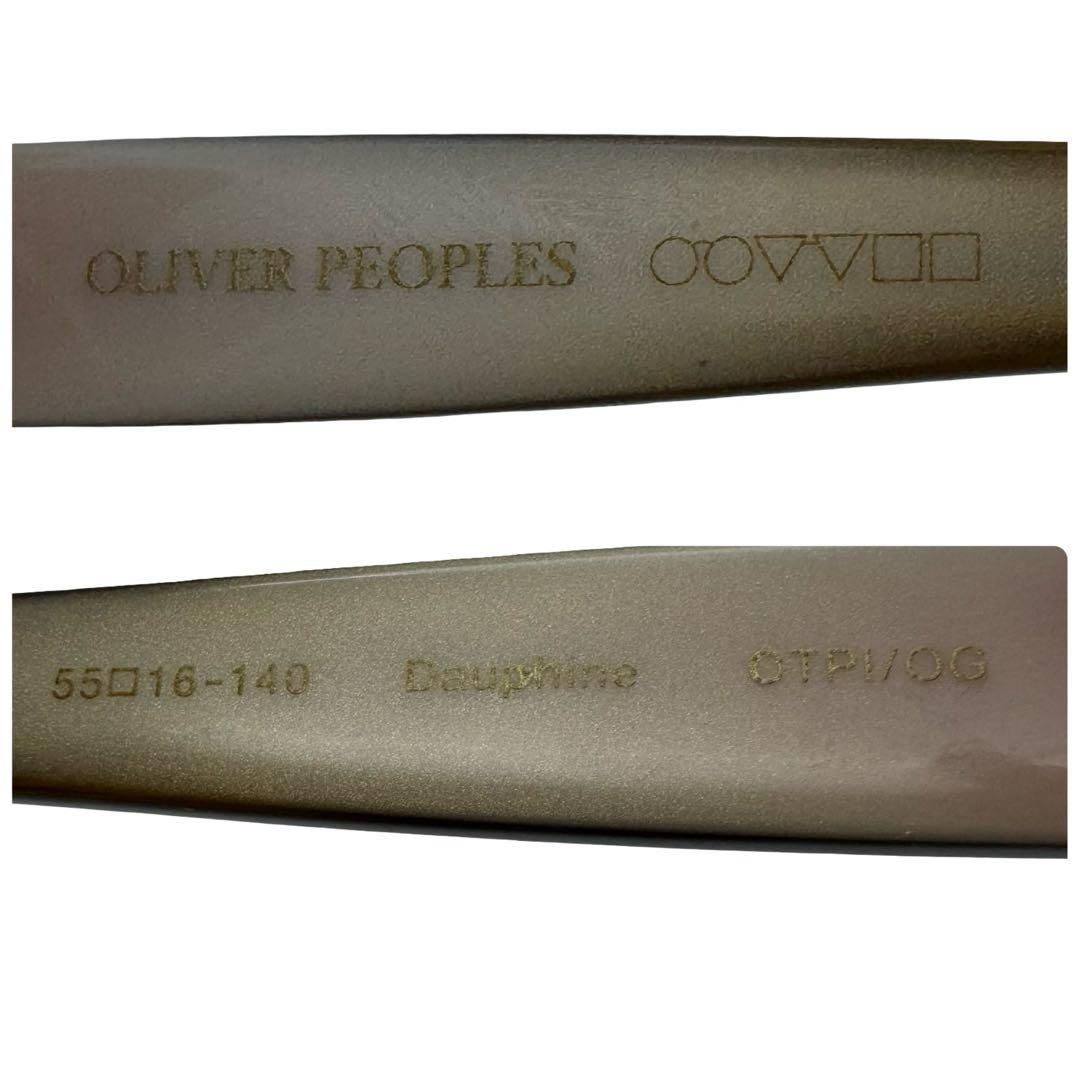 OLIVER PEOPLES
55□16-140 Dauphine OTPI/OG